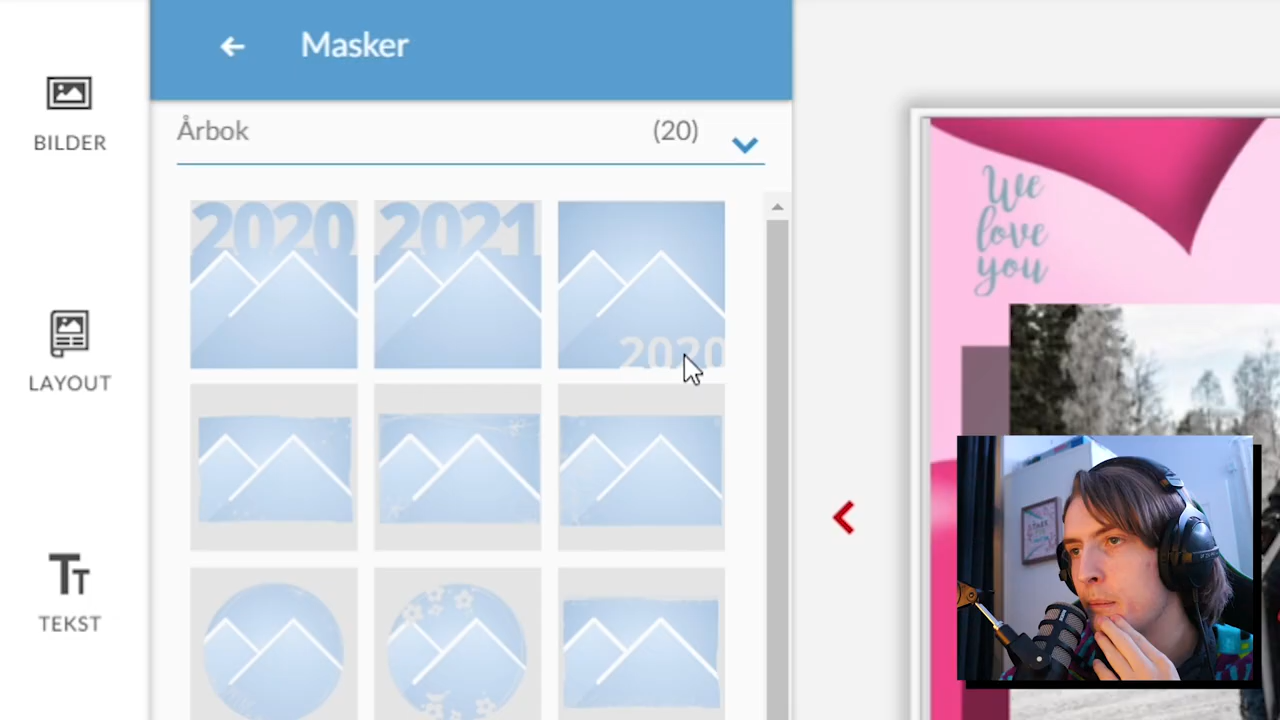 Masker
BILDER
Årbok (20)
2020 2021
We
love
you
2020
LAYOUT
TEKST